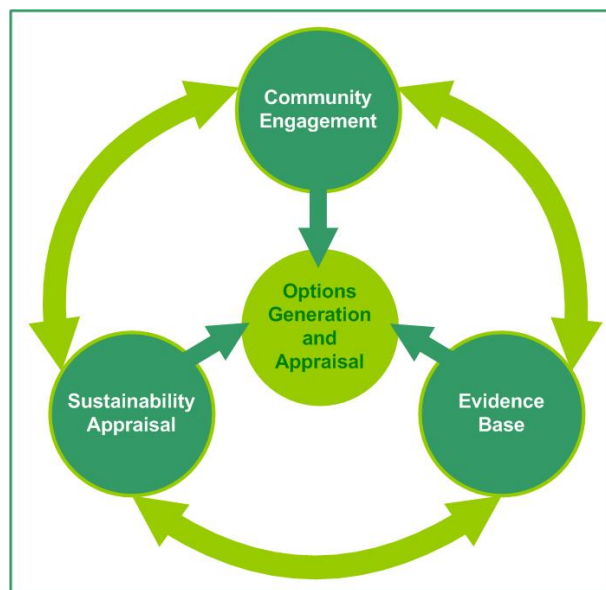 Community
Engagement
Options
Generation
and
Appraisal
Sustainability
Appraisal
Evidence
Base